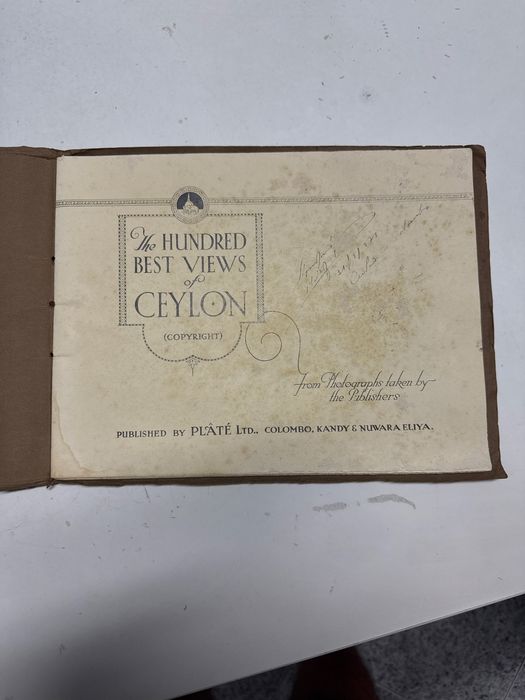 The HUNDRED
BEST VIEWS
of
CEYLON
(COPYRIGHT)
From Photographs taken by
the Publishers
PUBLISHED BY PLÂTÉ LTD., COLOMBO, KANDY & NUWARA ELIYA.